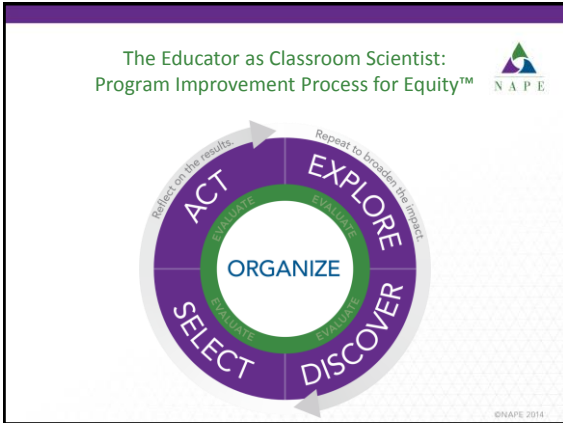 The Educator as Classroom Scientist:
Program Improvement Process for Equity™
NAPE
Reflect on the results.
Repeat to broaden the impact.
ACT
EXPLORE
EVALUATE
EVALUATE
ORGANIZE
EVALUATE
EVALUATE
SELECT
DISCOVER
©NAPE 2014